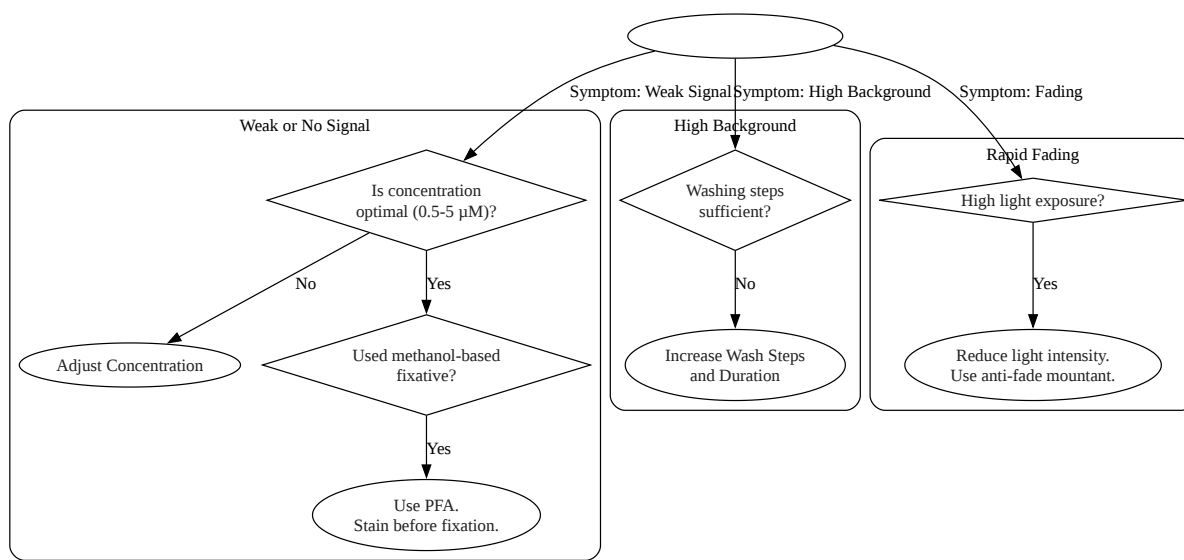 Symptom: Weak Signal
Symptom: High Background
Symptom: Fading
Weak or No Signal
High Background
Rapid Fading
Is concentration
optimal (0.5-5 µM)?
Washing steps
sufficient?
High light exposure?
No
Yes
No
Yes
Adjust Concentration
Used methanol-based
fixative?
Increase Wash Steps
and Duration
Reduce light intensity.
Use anti-fade mountant.
Yes
Use PFA.
Stain before fixation.